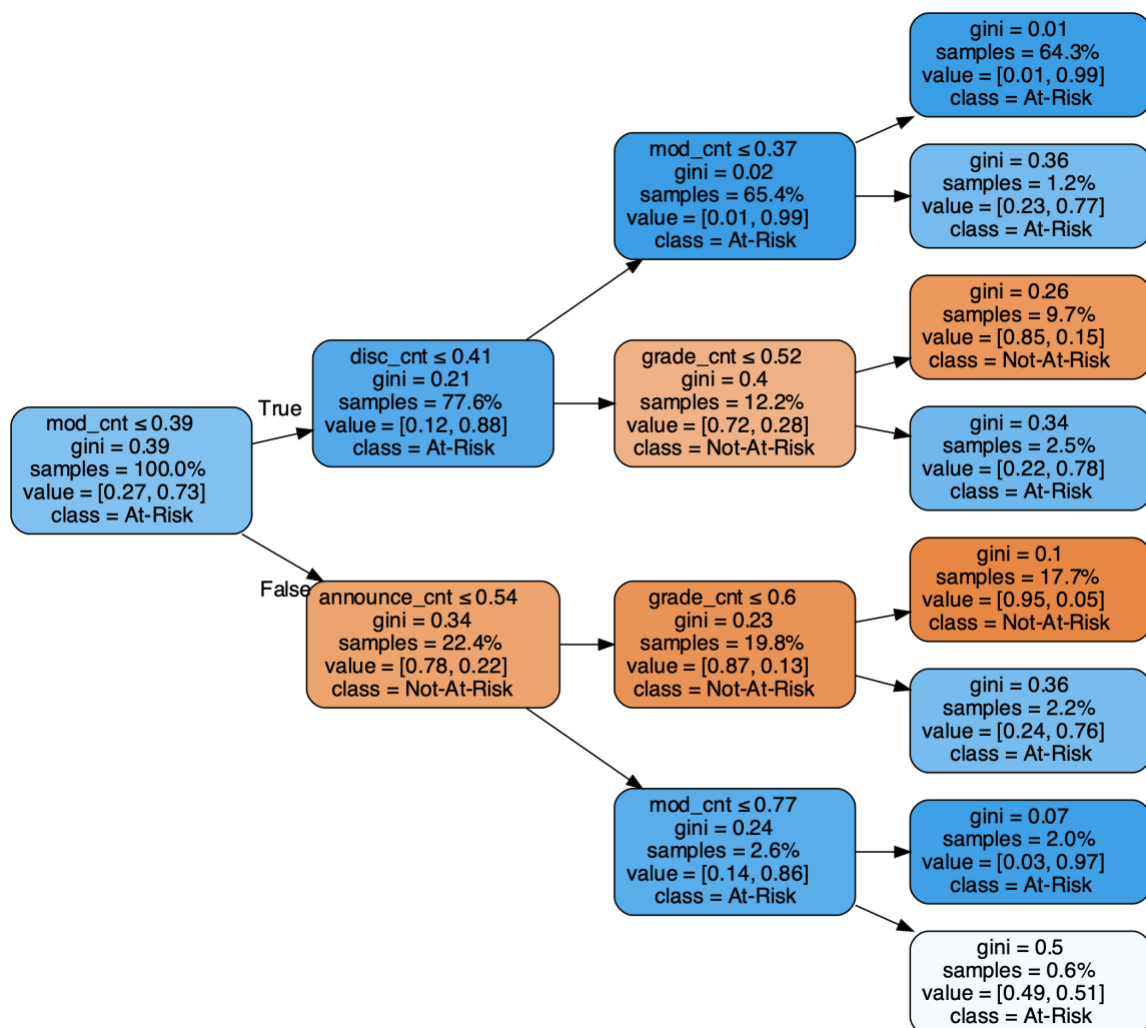 mod_cnt ≤ 0.39
gini = 0.39
samples = 100.0%
value = [0.27, 0.73]
class = At-Risk
True
False
disc_cnt ≤ 0.41
gini = 0.21
samples = 77.6%
value = [0.12, 0.88]
class = At-Risk
announce_cnt ≤ 0.54
gini = 0.34
samples = 22.4%
value = [0.78, 0.22]
class = Not-At-Risk
mod_cnt ≤ 0.37
gini = 0.02
samples = 65.4%
value = [0.01, 0.99]
class = At-Risk
grade_cnt ≤ 0.52
gini = 0.4
samples = 12.2%
value = [0.72, 0.28]
class = Not-At-Risk
grade_cnt ≤ 0.6
gini = 0.23
samples = 19.8%
value = [0.87, 0.13]
class = Not-At-Risk
mod_cnt ≤ 0.77
gini = 0.24
samples = 2.6%
value = [0.14, 0.86]
class = At-Risk
gini = 0.01
samples = 64.3%
value = [0.01, 0.99]
class = At-Risk
gini = 0.36
samples = 1.2%
value = [0.23, 0.77]
class = At-Risk
gini = 0.26
samples = 9.7%
value = [0.85, 0.15]
class = Not-At-Risk
gini = 0.34
samples = 2.5%
value = [0.22, 0.78]
class = At-Risk
gini = 0.1
samples = 17.7%
value = [0.95, 0.05]
class = Not-At-Risk
gini = 0.36
samples = 2.2%
value = [0.24, 0.76]
class = At-Risk
gini = 0.07
samples = 2.0%
value = [0.03, 0.97]
class = At-Risk
gini = 0.5
samples = 0.6%
value = [0.49, 0.51]
class = At-Risk